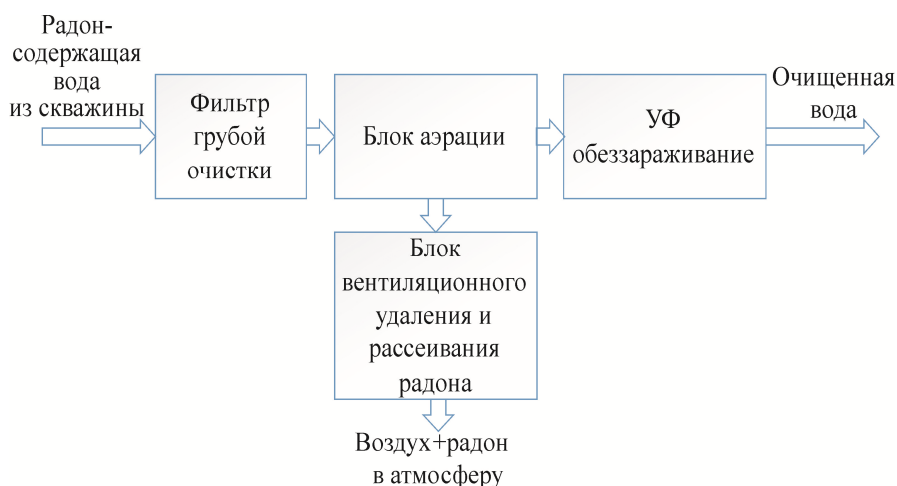 Радон-
содержащая
вода
из скважины
Фильтр
грубой
очистки
Блок аэрации
УФ
обеззараживание
Очищенная
вода
Блок
вентиляционного
удаления и
рассеивания
радона
Воздух+радон
в атмосферу